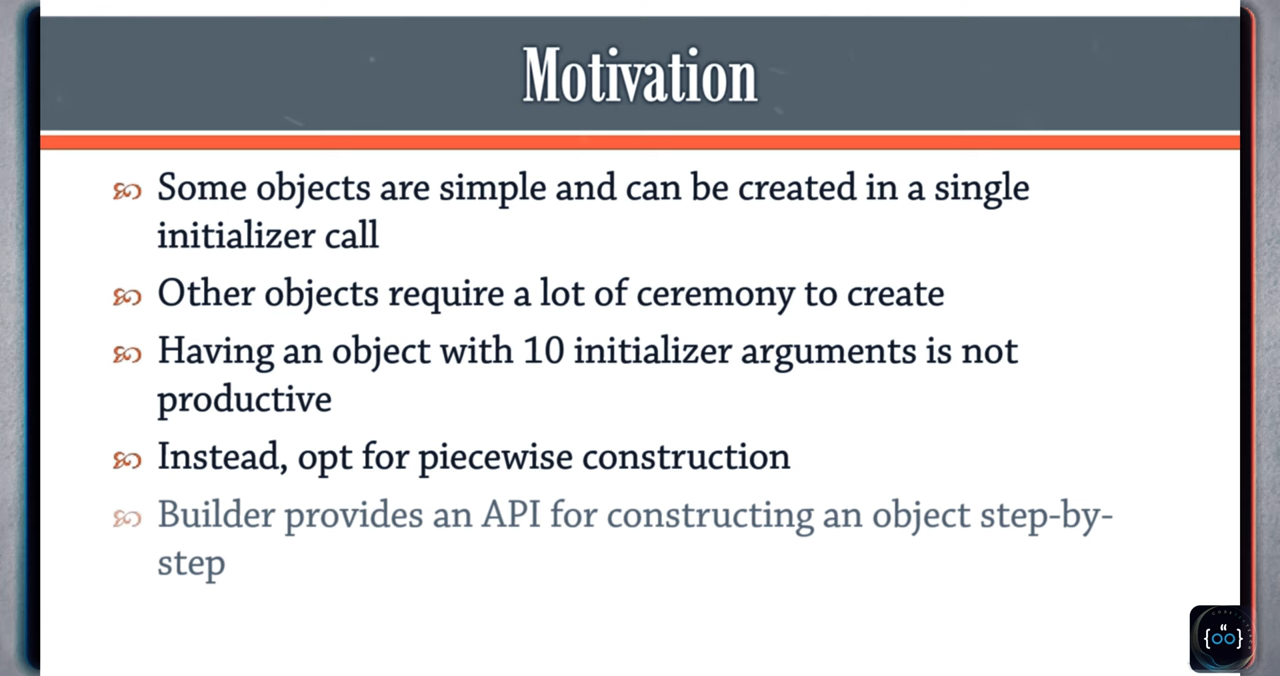 Motivation
Some objects are simple and can be created in a single
initializer call
Other objects require a lot of ceremony to create
Having an object with 10 initializer arguments is not
productive
Instead, opt for piecewise construction
Builder provides an API for constructing an object step-by-
step